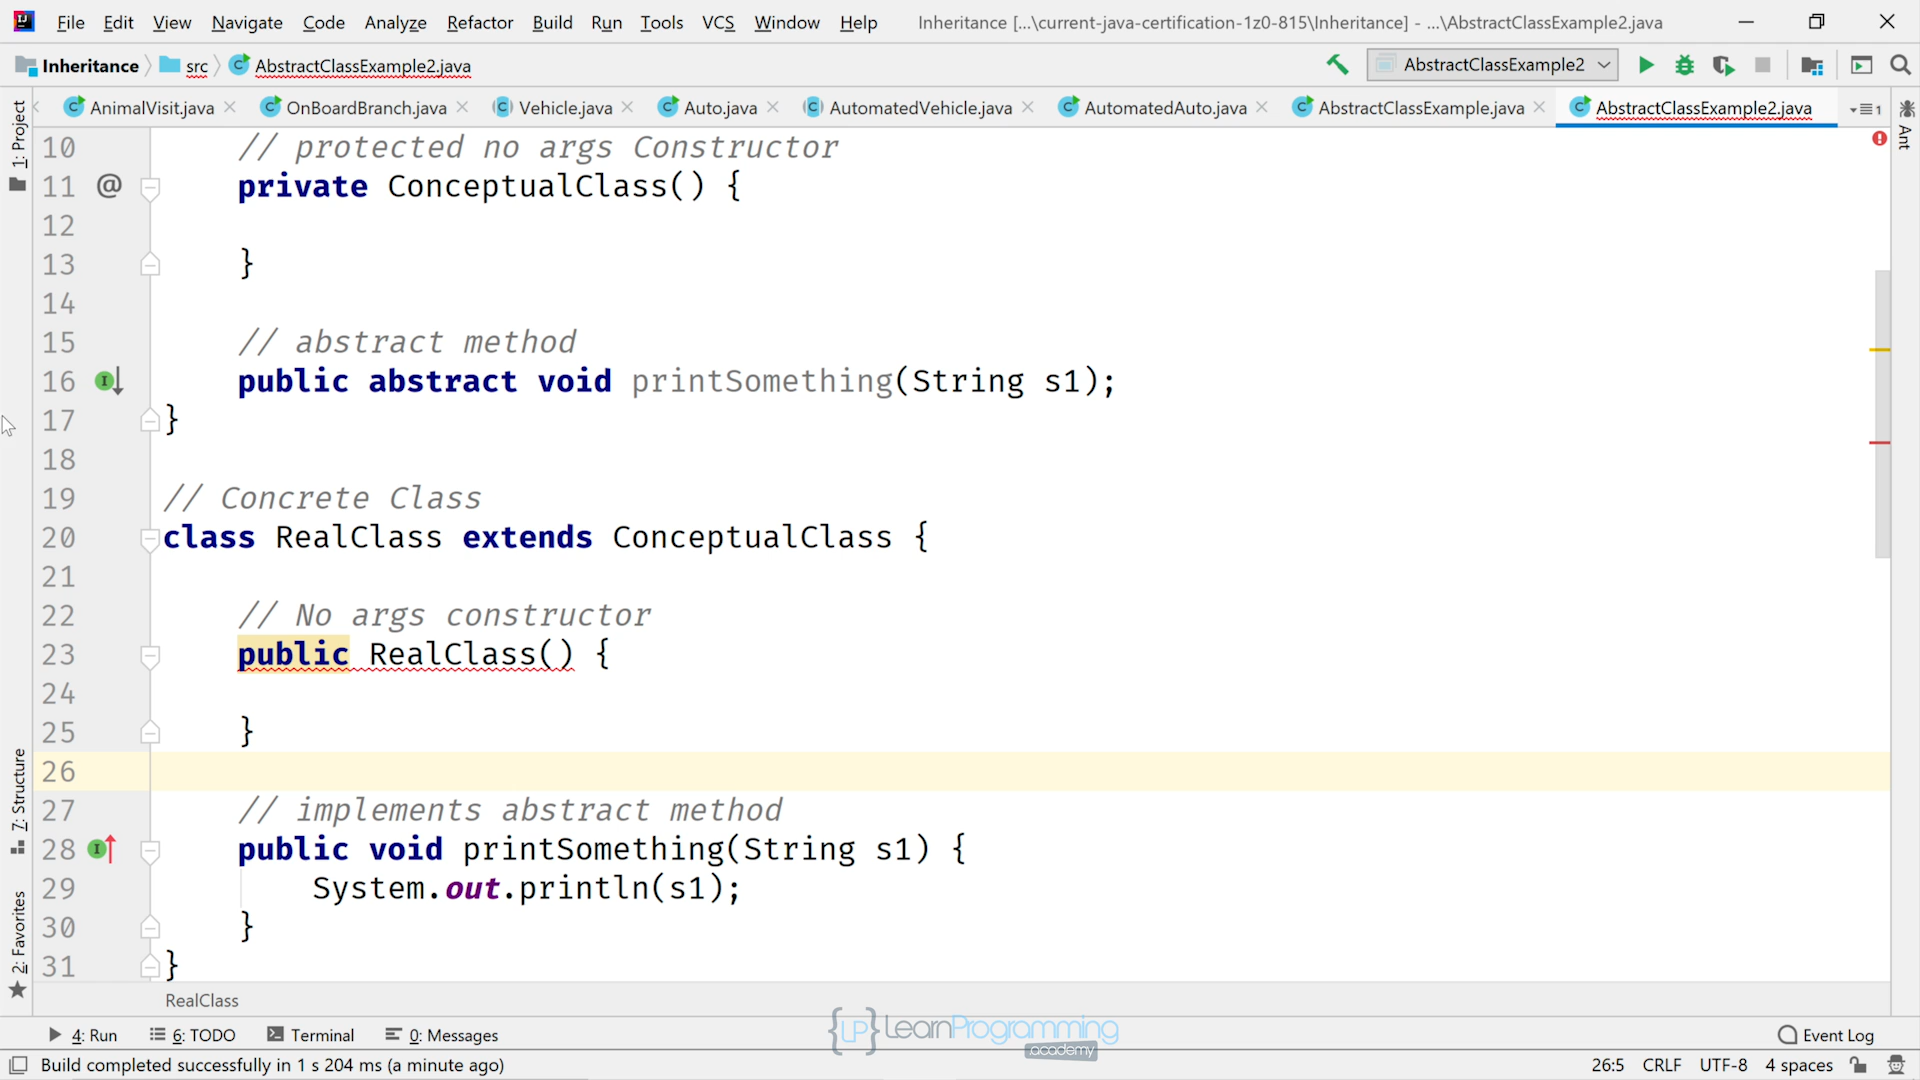 File Edit View Navigate Code Analyze Refactor Build Run Tools VCS Window Help Inheritance [...\current-java-certification-1z0-815\Inheritance] - ...\AbstractClassExample2.java
Inheritance src AbstractClassExample2.java AbstractClassExample2
AnimalVisit.java OnBoardBranch.java Vehicle.java Auto.java AutomatedVehicle.java AutomatedAuto.java AbstractClassExample.java AbstractClassExample2.java
1: Project
Ant
10 // protected no args Constructor
11 @ private ConceptualClass() {
12
13 }
14
15 // abstract method
16 public abstract void printSomething(String s1);
17 }
18
19 // Concrete Class
20 class RealClass extends ConceptualClass {
21
22 // No args constructor
23 public RealClass() {
24
25 }
26
27 // implements abstract method
28 public void printSomething(String s1) {
29 System.out.println(s1);
30 }
31 }
7: Structure
2: Favorites
RealClass
4: Run 6: TODO Terminal 0: Messages Event Log
{LP} LearnProgramming
.academy
Build completed successfully in 1 s 204 ms (a minute ago) 26:5 CRLF UTF-8 4 spaces